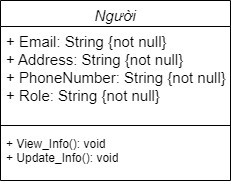 Người
+ Email: String {not null}
+ Address: String {not null}
+ PhoneNumber: String {not null}
+ Role: String {not null}
+ View_Info(): void
+ Update_Info(): void